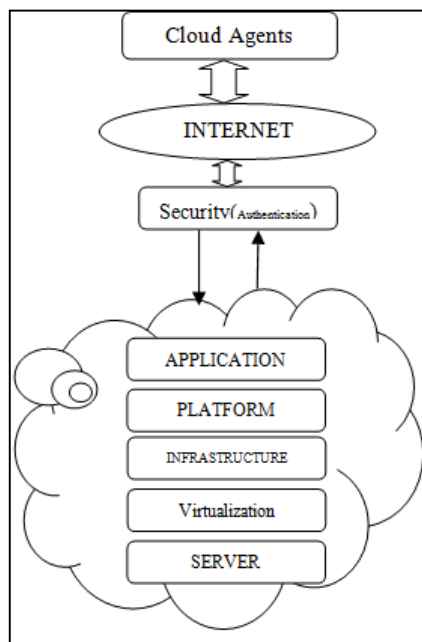 Cloud Agents
INTERNET
Security(Authentication)
APPLICATION
PLATFORM
INFRASTRUCTURE
Virtualization
SERVER